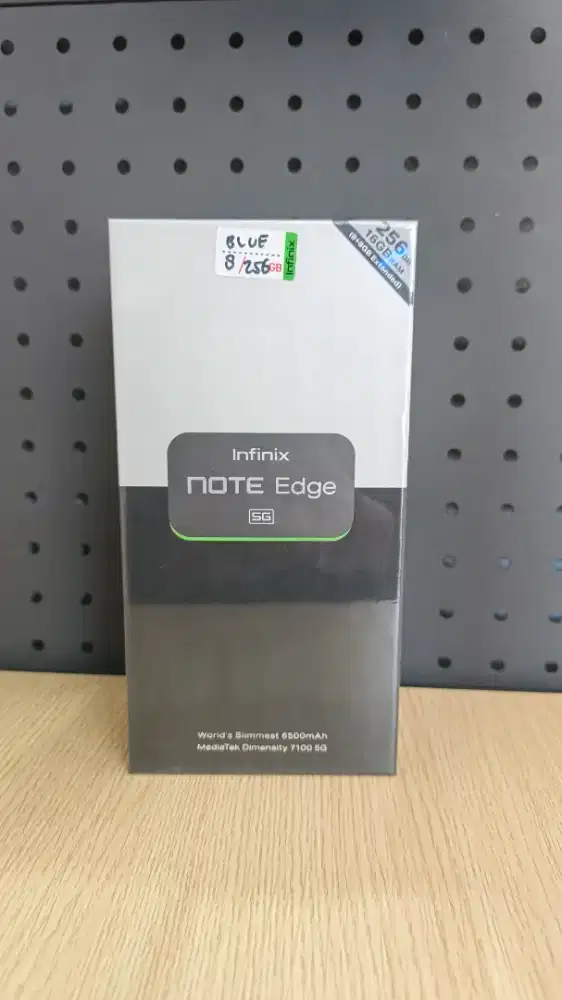 BLUE
8/256GB
Infinix
256GB
16GB RAM
(8+8GB Extended)
Infinix
NOTE Edge
5G
World's Slimmest 6500mAh
MediaTek Dimensity 7100 5G